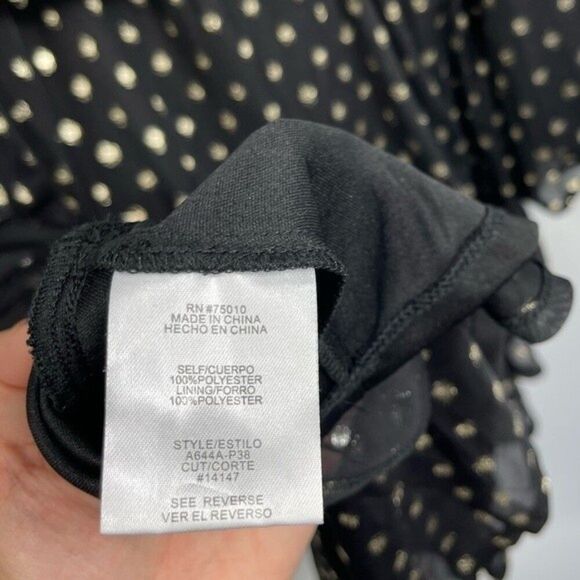 RN #75010
MADE IN CHINA
HECHO EN CHINA
SELF/CUERPO
100%POLYESTER
LINING/FORRO
100%POLYESTER
STYLE/ESTILO
A644A-P38
CUT/CORTE
#14147
SEE REVERSE
VER EL REVERSO